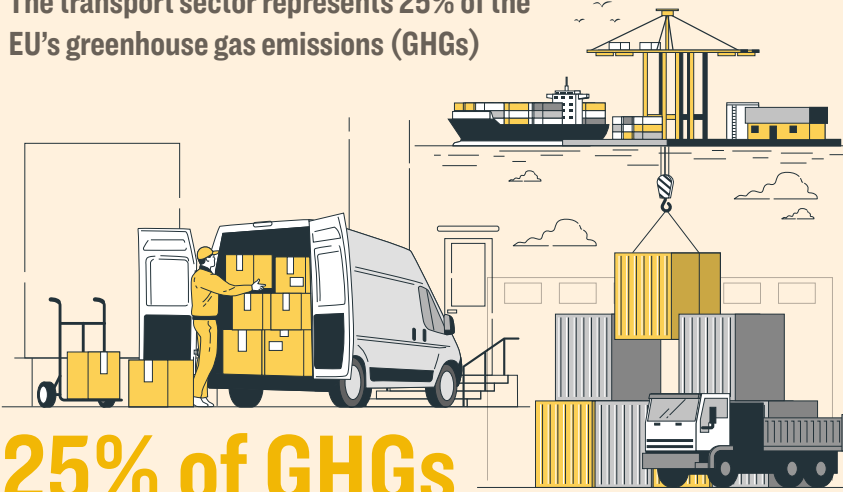 The transport sector represents 25% of the
EU's greenhouse gas emissions (GHGs)
25% of GHGs